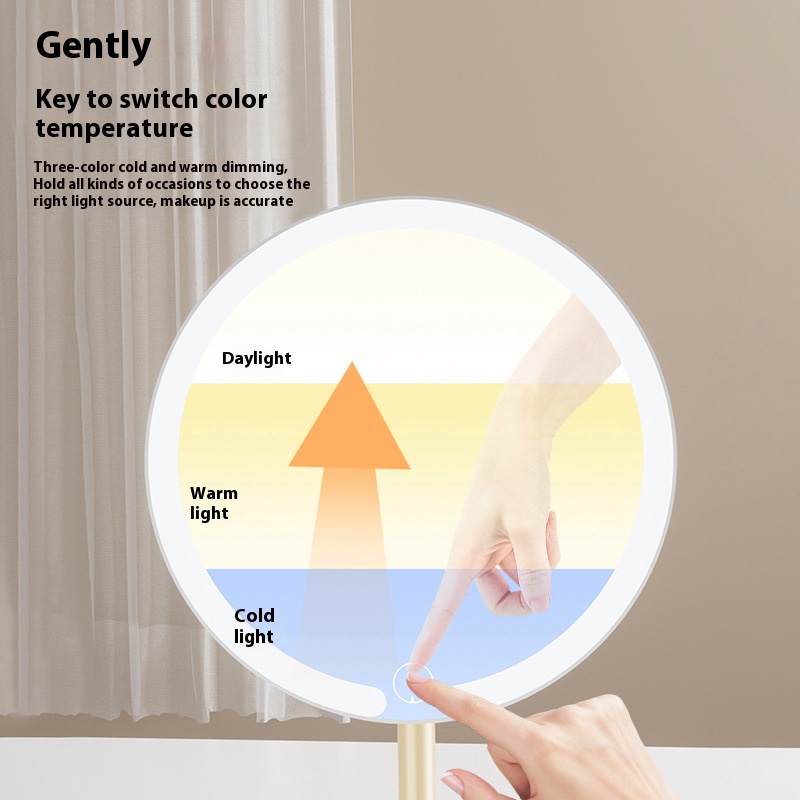 Gently
Key to switch color
temperature
Three-color cold and warm dimming,
Hold all kinds of occasions to choose the
right light source, makeup is accurate
Daylight
Warm
light
Cold
light